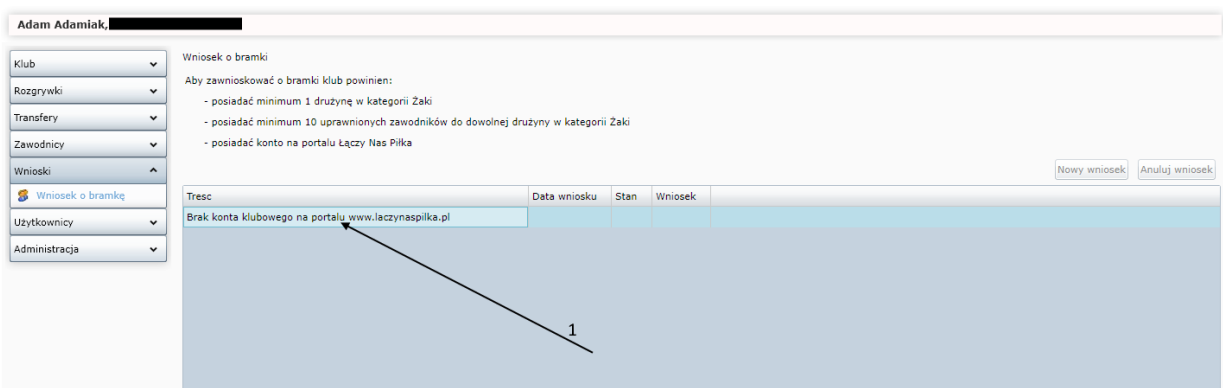 Adam Adamiak,
Klub
Rozgrywki
Transfery
Zawodnicy
Wnioski
Wniosek o bramkę
Użytkownicy
Administracja
Wniosek o bramki
Aby zawnioskować o bramki klub powinien:
- posiadać minimum 1 drużynę w kategorii Żaki
- posiadać minimum 10 uprawnionych zawodników do dowolnej drużyny w kategorii Żaki
- posiadać konto na portalu Łączy Nas Piłka
Nowy wniosek Anuluj wniosek
Tresc Data wniosku Stan Wniosek
Brak konta klubowego na portalu www.laczynaspilka.pl
1